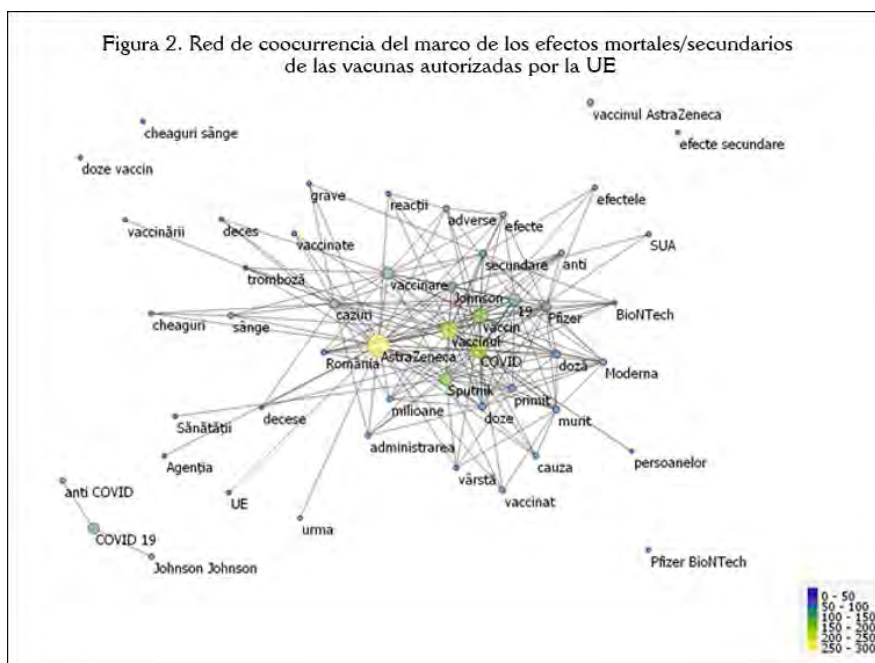 Figura 2. Red de coocurrencia del marco de los efectos mortales/secundarios
de las vacunas autorizadas por la UE
vaccinul AstraZeneca
cheaguri sânge
efecte secundare
doze vaccin
grave
reacții
efectele
adverse
efecte
vaccinării
deces
vaccinate
SUA
secundare
anti
tromboză
vaccinare
Johnson
19
Pfizer
BioNTech
cheaguri
sânge
cazuri
vaccin
vaccinul
România
AstraZeneca
COVID
doză
Moderna
Sputnik
primit
milioane
doze
murit
Sănătății
decese
administrarea
persoanelor
Agenția
vârstă
cauza
anti COVID
UE
vaccinat
urma
COVID 19
Johnson Johnson
Pfizer BioNTech
0 - 50
50 - 100
100 - 150
150 - 200
200 - 250
250 - 300